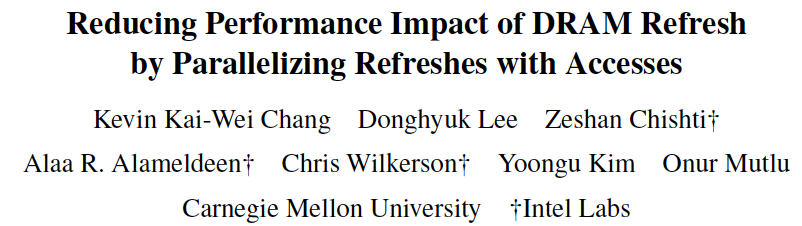 Reducing Performance Impact of DRAM Refresh
by Parallelizing Refreshes with Accesses
Kevin Kai-Wei Chang Donghyuk Lee Zeshan Chishti†
Alaa R. Alameldeen† Chris Wilkerson† Yoongu Kim Onur Mutlu
Carnegie Mellon University †Intel Labs